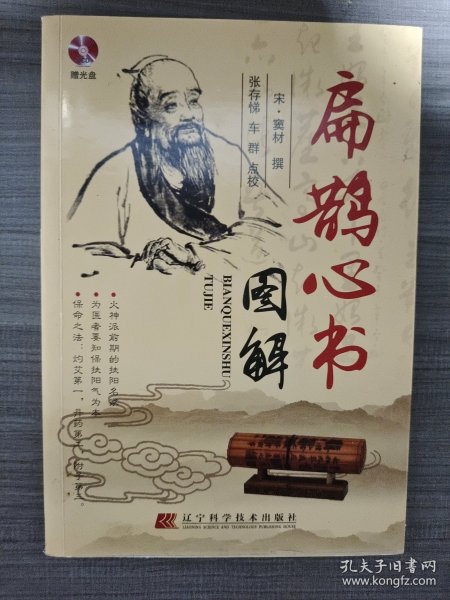 赠光盘
扁鹊心书
图解
BIANQUEXINSHU
TUJIE
宋·窦材 撰
张存悌 车群 点校
●火神派前期的扶阳名家
●为医者要知保扶阳气为本
●保命之法：灼艾第一，丹药第二，附子第三。
辽宁科学技术出版社
LIAONING SCIENCE AND TECHNOLOGY PUBLISHING HOUSE
孔夫子旧书网
www.kongfz.com